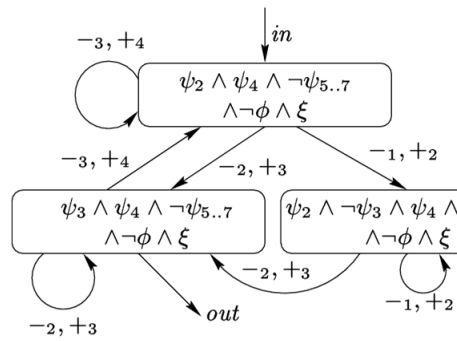 in
−3, +4
ψ2 ∧ ψ4 ∧ ¬ψ5..7
∧¬ϕ ∧ ξ
−3, +4
−2, +3
−1, +2
ψ3 ∧ ψ4 ∧ ¬ψ5..7
∧¬ϕ ∧ ξ
ψ2 ∧ ¬ψ3 ∧ ψ4 ∧
∧¬ϕ ∧ ξ
−2, +3
−1, +2
−2, +3
out